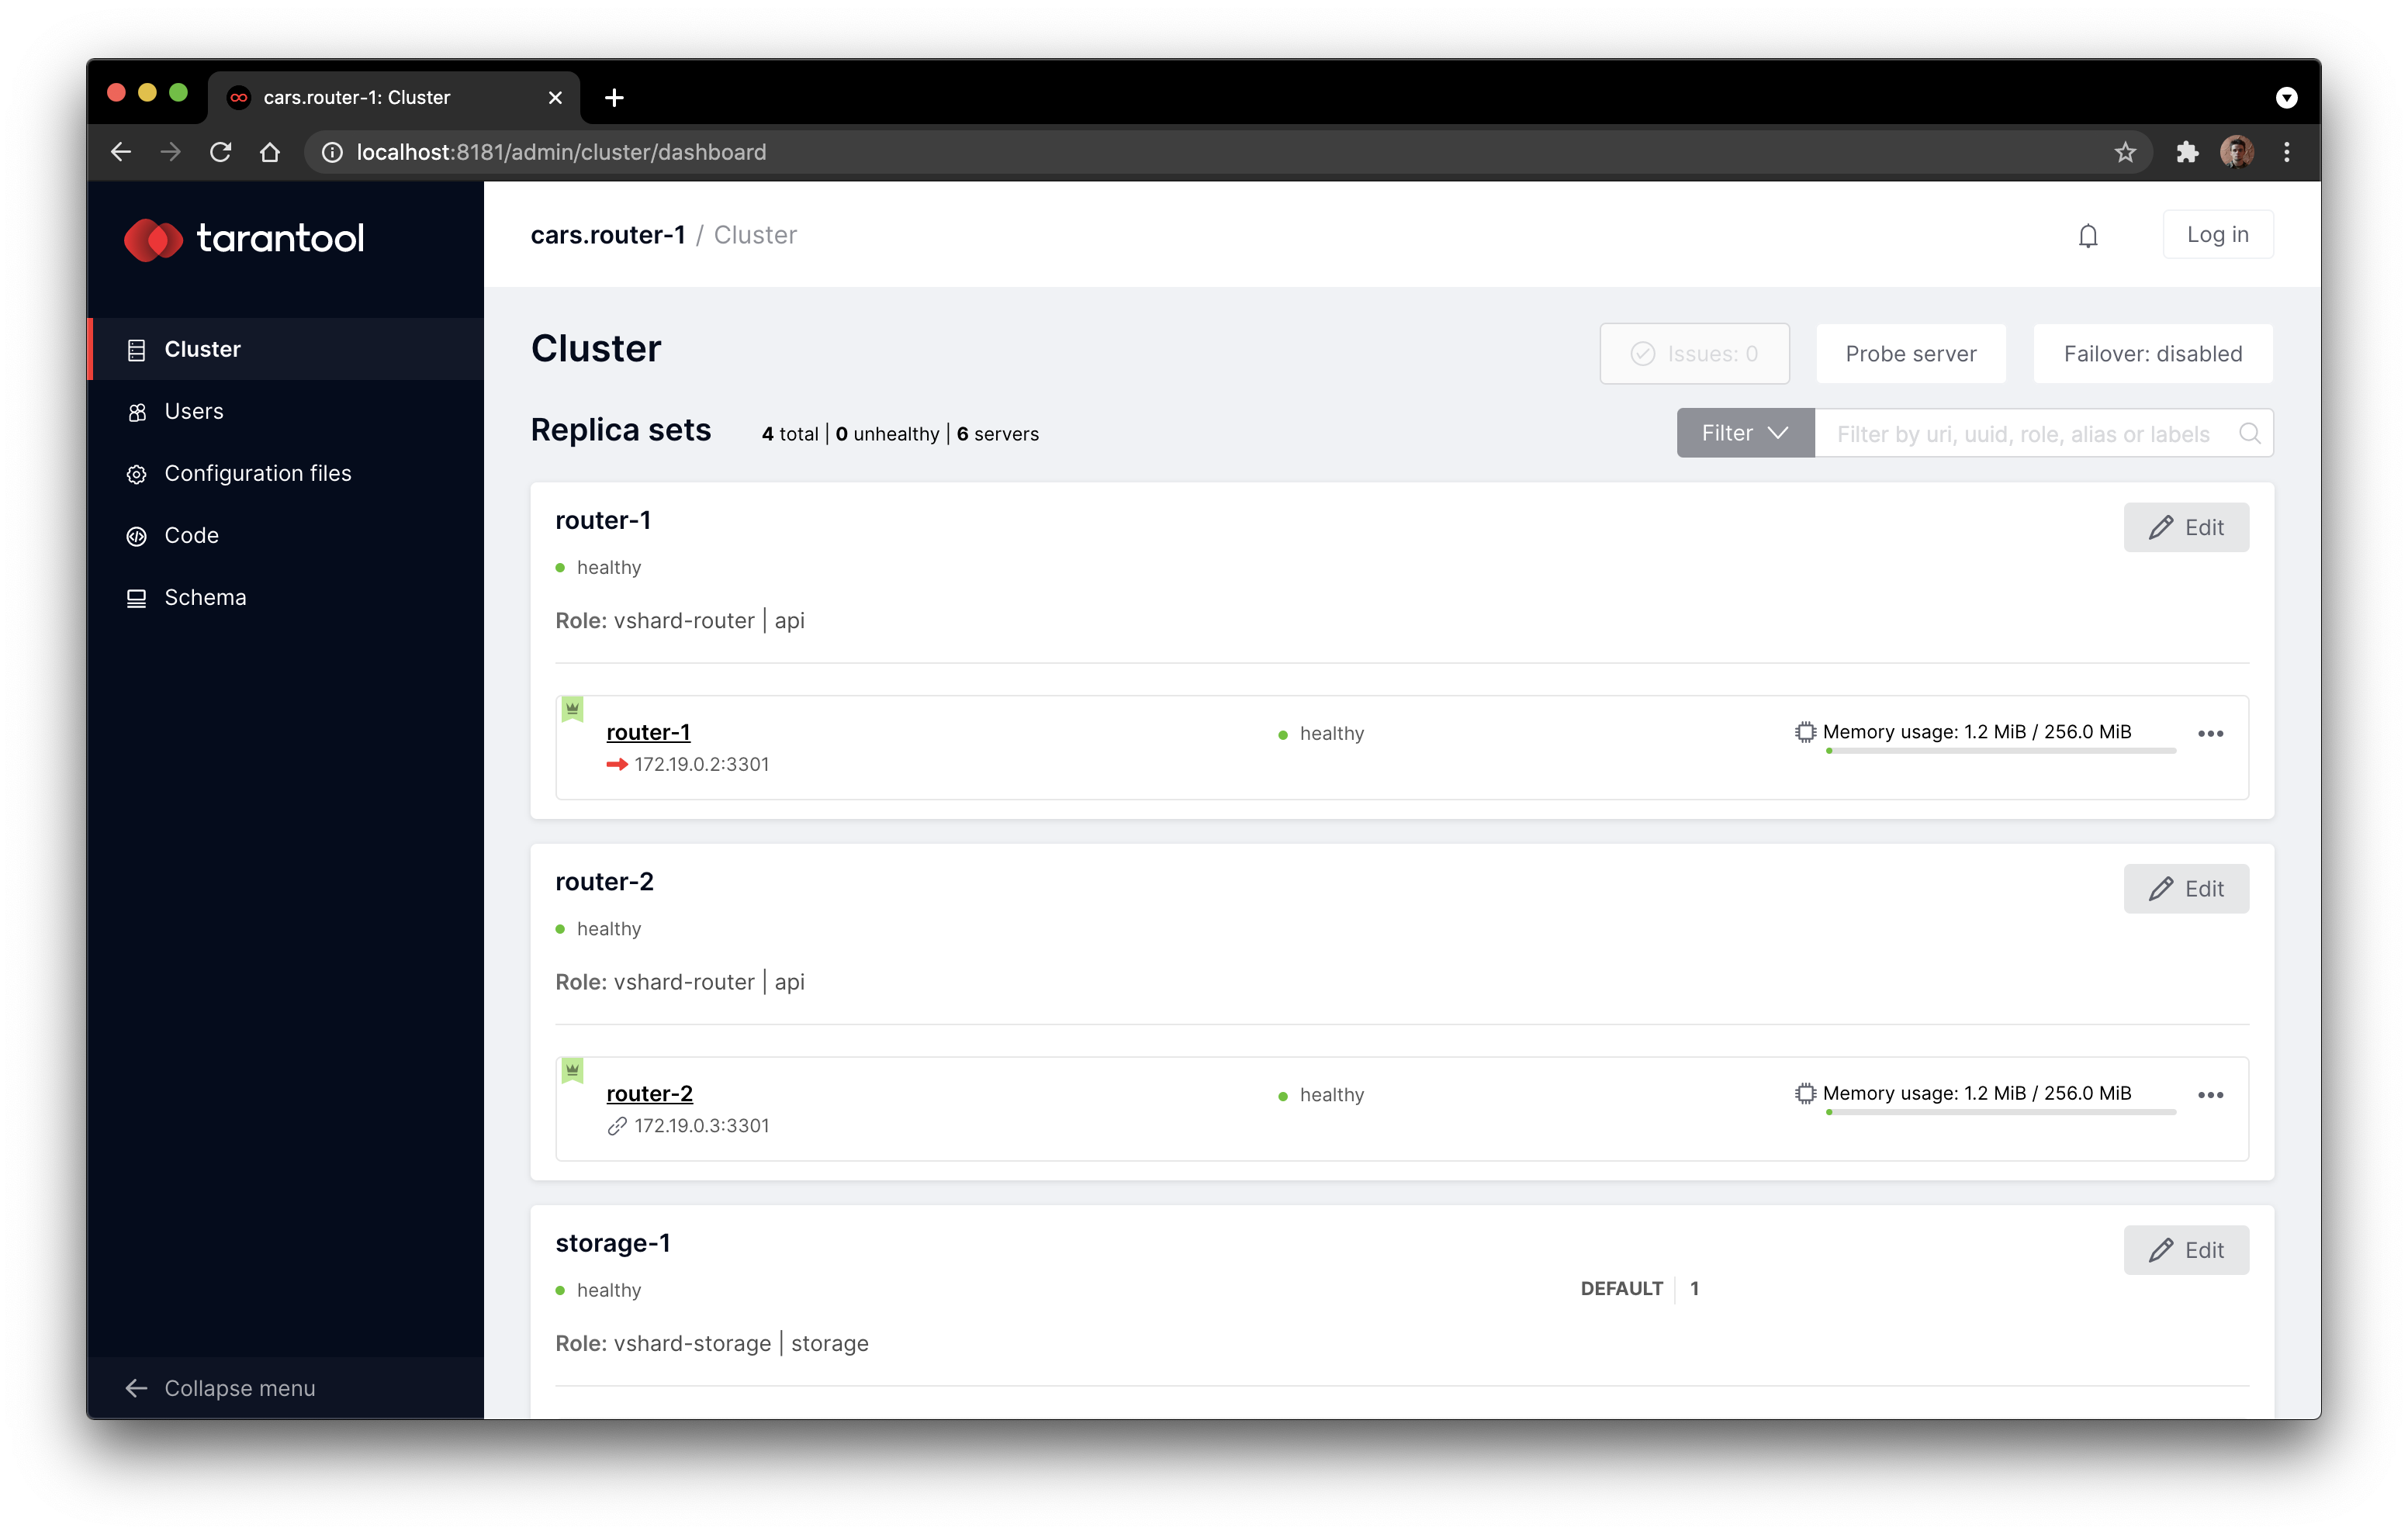 cars.router-1: Cluster
localhost:8181/admin/cluster/dashboard
tarantool
Cluster
Users
Configuration files
Code
Schema
Collapse menu
cars.router-1 / Cluster
Log in
Cluster
Issues: 0
Probe server
Failover: disabled
Replica sets
4 total | 0 unhealthy | 6 servers
Filter
Filter by uri, uuid, role, alias or labels
router-1
Edit
healthy
Role: vshard-router | api
router-1
healthy
Memory usage: 1.2 MiB / 256.0 MiB
172.19.0.2:3301
router-2
Edit
healthy
Role: vshard-router | api
router-2
healthy
Memory usage: 1.2 MiB / 256.0 MiB
172.19.0.3:3301
storage-1
Edit
healthy
DEFAULT 1
Role: vshard-storage | storage